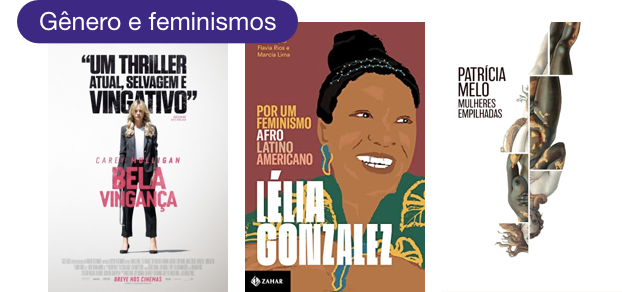 Gênero e feminismos
“UM THRILLER
ATUAL, SELVAGEM E
VINGATIVO”
CAREY MULLIGAN
BELA
VINGANÇA
BREVE NOS CINEMAS
Flavia Rios e
Marcia Lima
POR UM
FEMINISMO
AFRO
LATINO
AMERICANO
LÉLIA
GONZALEZ
ZAHAR
PATRÍCIA
MELO
MULHERES
EMPILHADAS